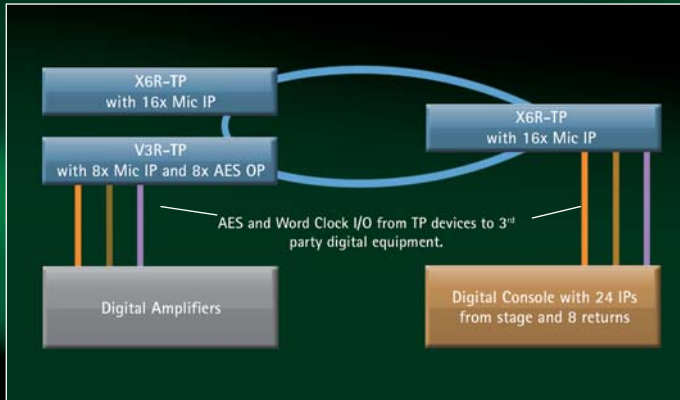 X6R-TP
with 16x Mic IP
V3R-TP
with 8x Mic IP and 8x AES OP
X6R-TP
with 16x Mic IP
AES and Word Clock I/O from TP devices to 3rd
party digital equipment.
Digital Amplifiers
Digital Console with 24 IPs
from stage and 8 returns